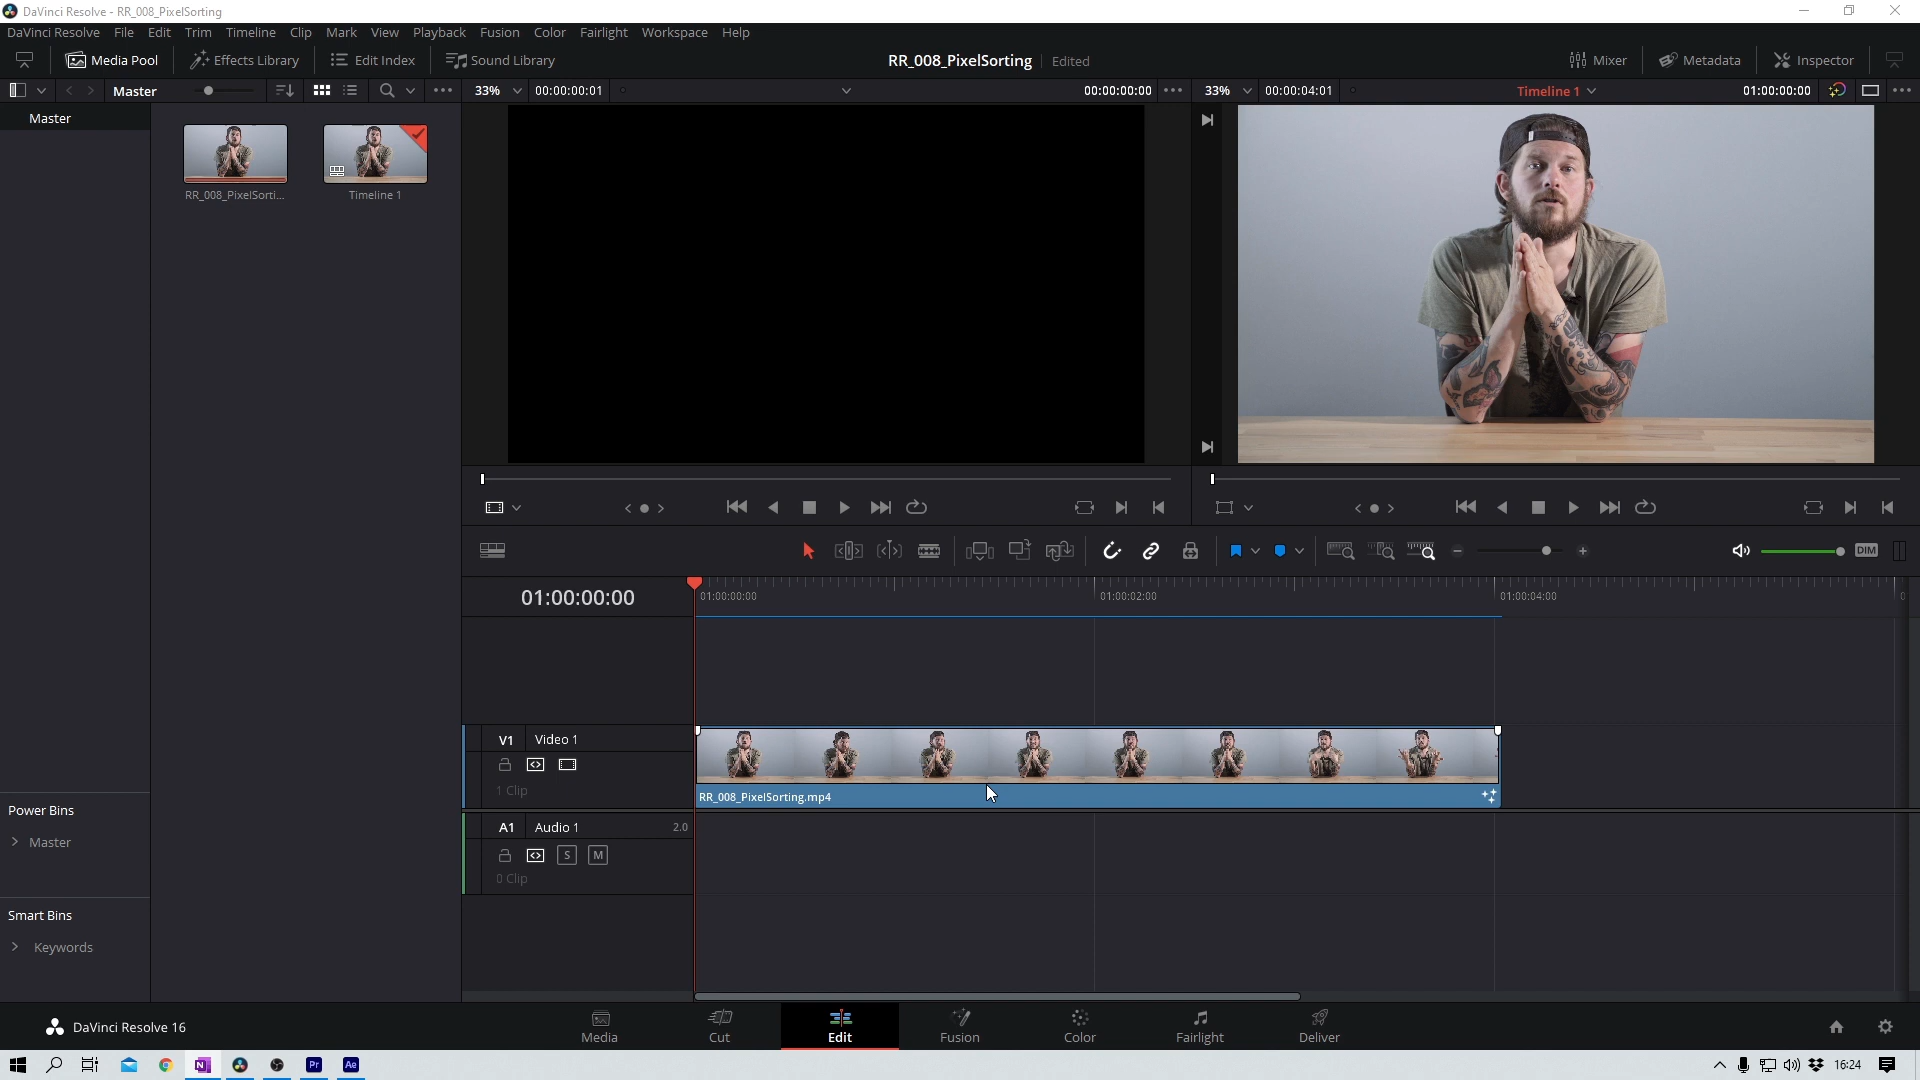 DaVinci Resolve - RR_008_PixelSorting
DaVinci Resolve File Edit Trim Timeline Clip Mark View Playback Fusion Color Fairlight Workspace Help
Media Pool Effects Library Edit Index Sound Library RR_008_PixelSorting Edited Mixer Metadata Inspector
Master 33% 00:00:00:01 00:00:00:00 33% 00:00:04:01 Timeline 1 01:00:00:00
Master
RR_008_PixelSorti... Timeline 1
DIM
01:00:00:00 01:00:00:00 01:00:02:00 01:00:04:00
V1 Video 1
1 Clip
RR_008_PixelSorting.mp4
Power Bins
Master
A1 Audio 1 2.0
S M
0 Clip
Smart Bins
Keywords
DaVinci Resolve 16
Media Cut Edit Fusion Color Fairlight Deliver
N Pr Ae 16:24